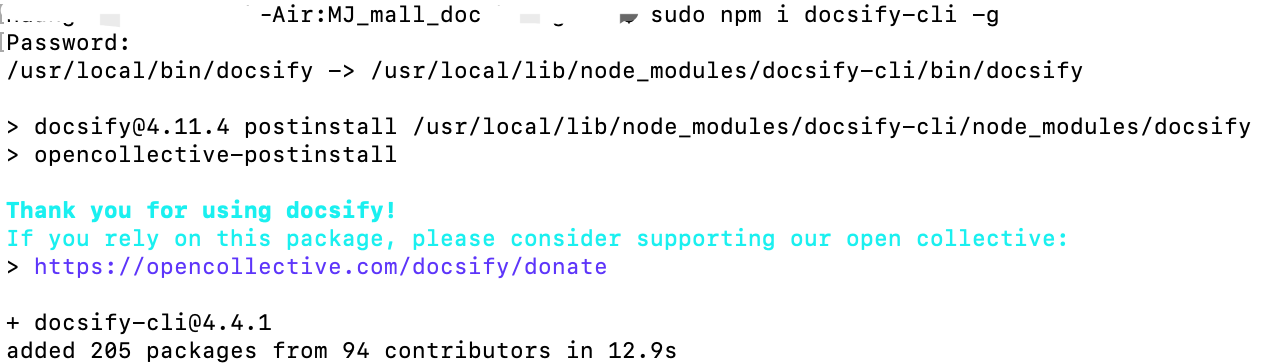 -Air:MJ_mall_doc $ sudo npm i docsify-cli -g
Password:
/usr/local/bin/docsify -> /usr/local/lib/node_modules/docsify-cli/bin/docsify
> docsify@4.11.4 postinstall /usr/local/lib/node_modules/docsify-cli/node_modules/docsify
> opencollective-postinstall
Thank you for using docsify!
If you rely on this package, please consider supporting our open collective:
> https://opencollective.com/docsify/donate
+ docsify-cli@4.4.1
added 205 packages from 94 contributors in 12.9s